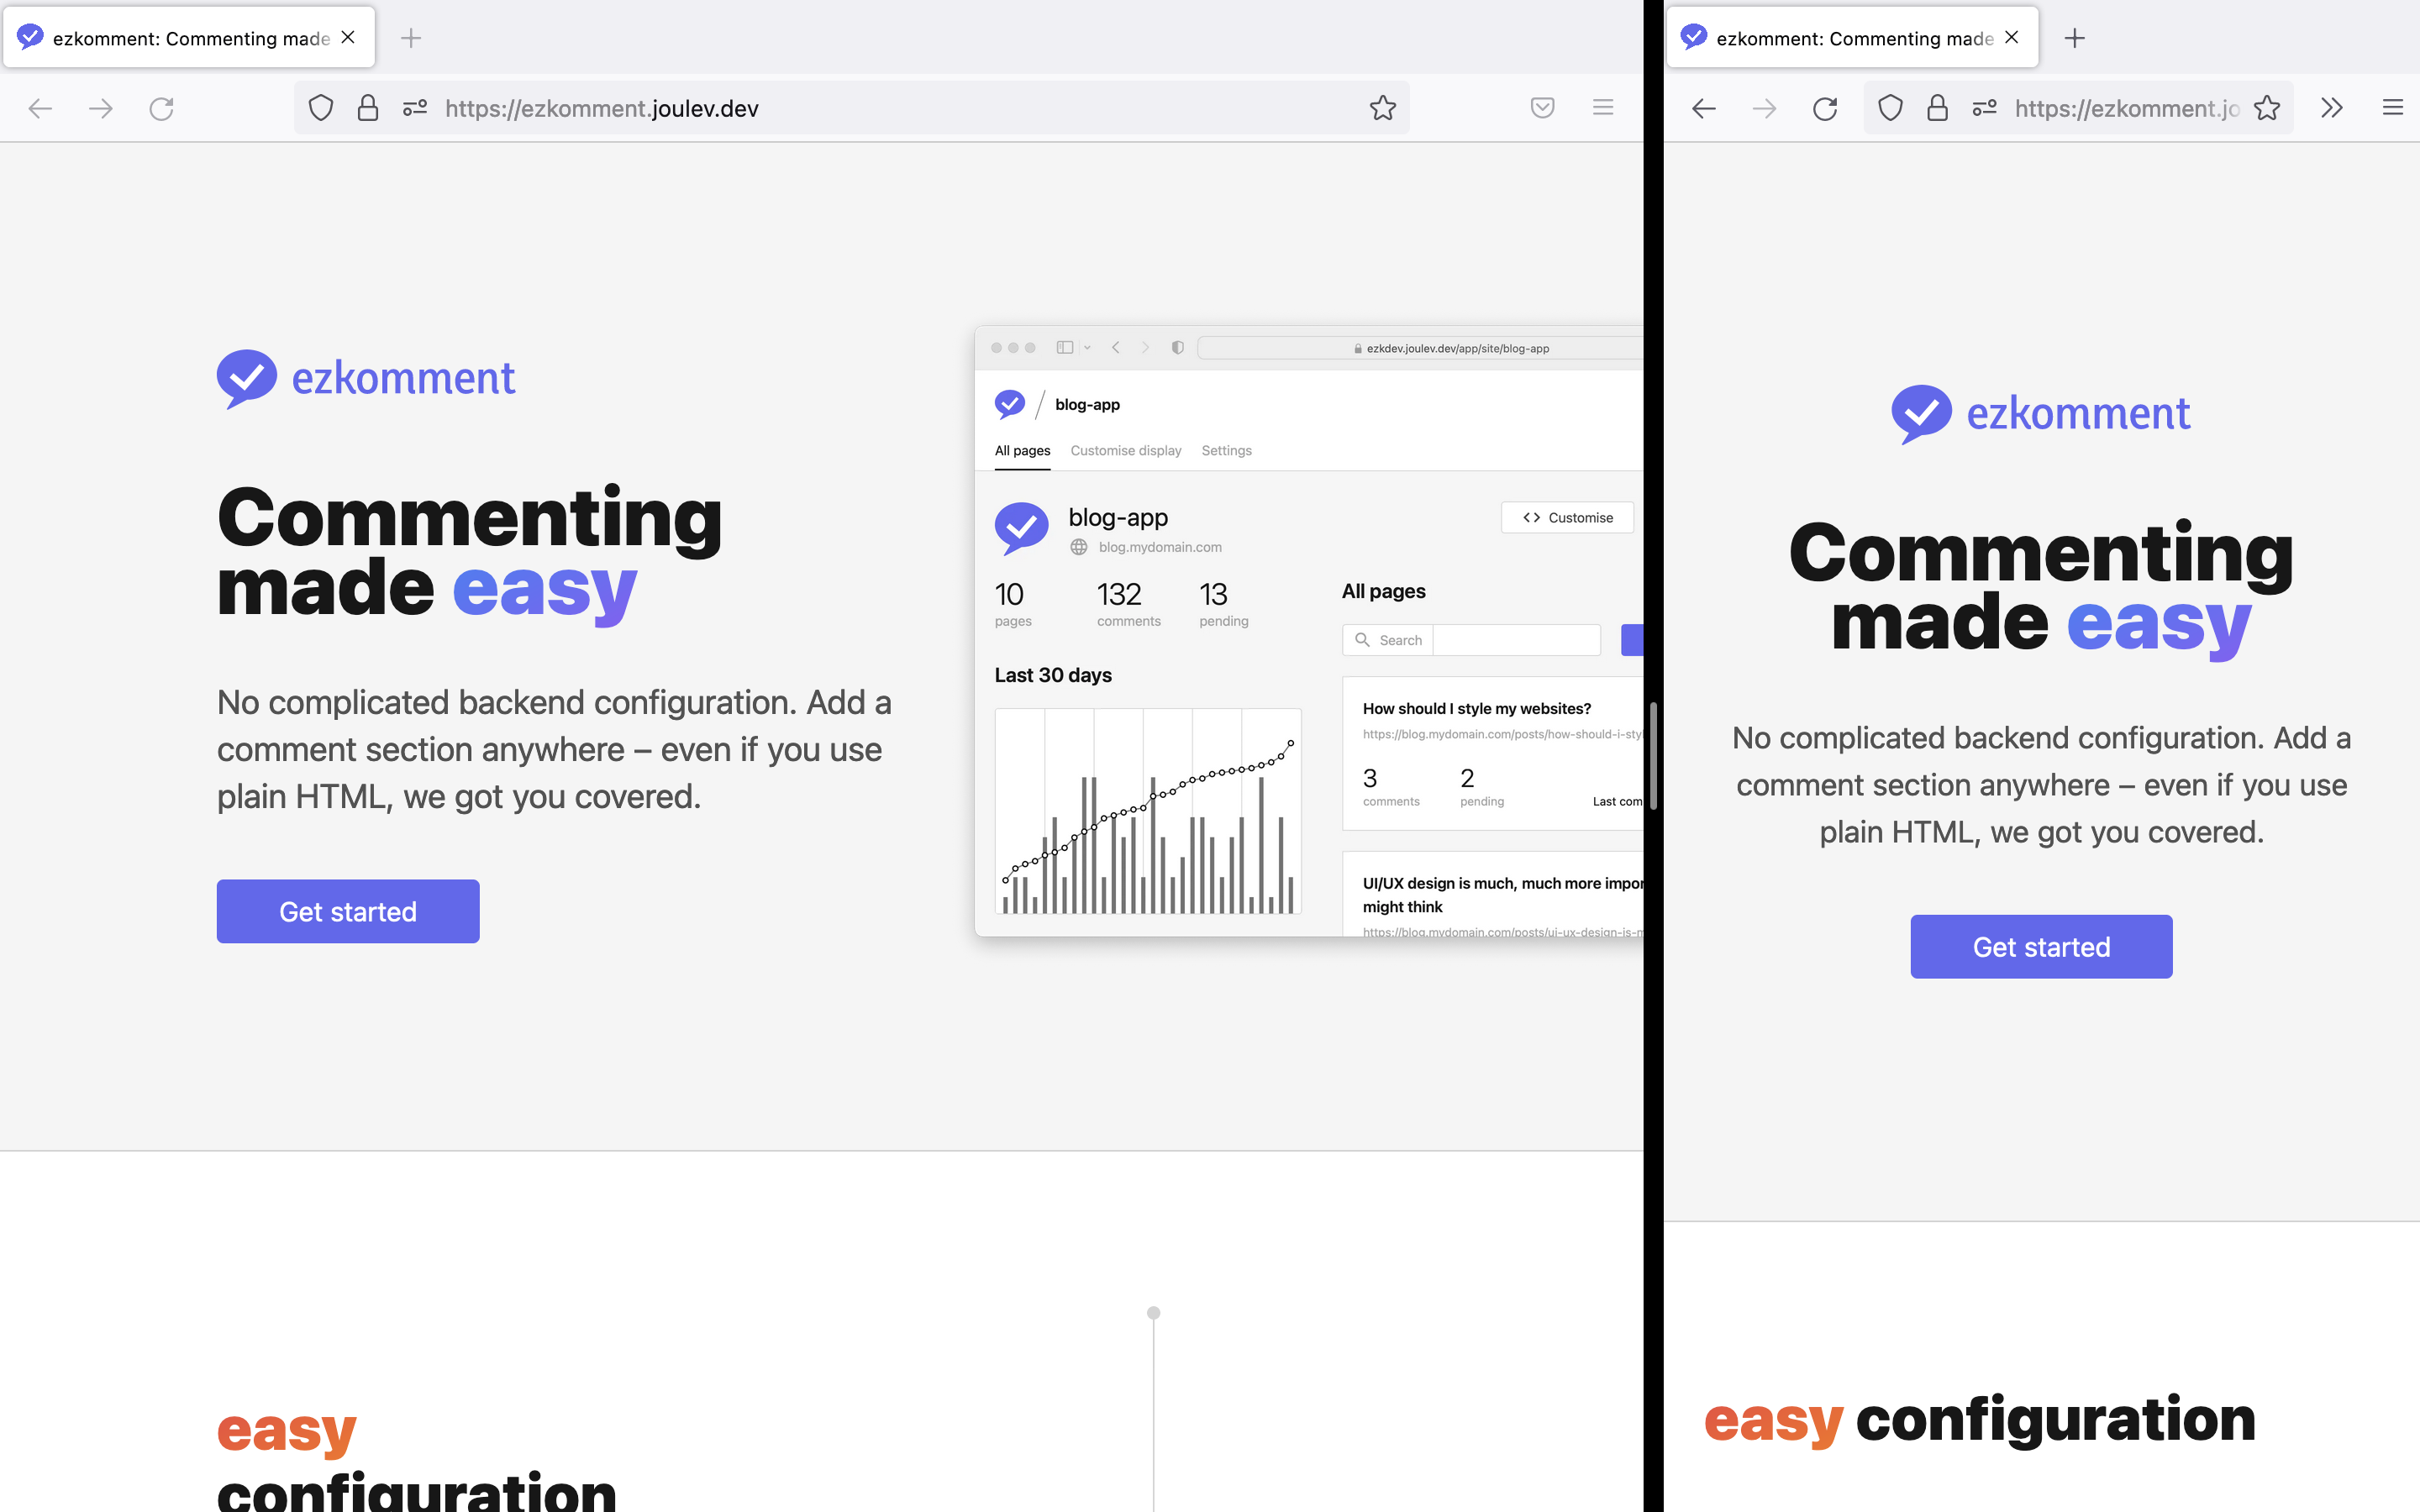 ezkomment: Commenting made
https://ezkomment.joulev.dev
ezkomment
Commenting
made easy
No complicated backend configuration. Add a
comment section anywhere – even if you use
plain HTML, we got you covered.
Get started
ezkdev.joulev.dev/app/site/blog-app
blog-app
All pages Customise display Settings
blog-app
blog.mydomain.com
Customise
10 132 13
pages comments pending
Last 30 days
All pages
Search
How should I style my websites?
https://blog.mydomain.com/posts/how-should-i-styl
3 2
comments pending
Last com
UI/UX design is much, much more impor
might think
https://blog.mydomain.com/posts/ui-ux-design-is-m
easy
configuration
ezkomment: Commenting made
https://ezkomment.jo
ezkomment
Commenting
made easy
No complicated backend configuration. Add a
comment section anywhere – even if you use
plain HTML, we got you covered.
Get started
easy configuration